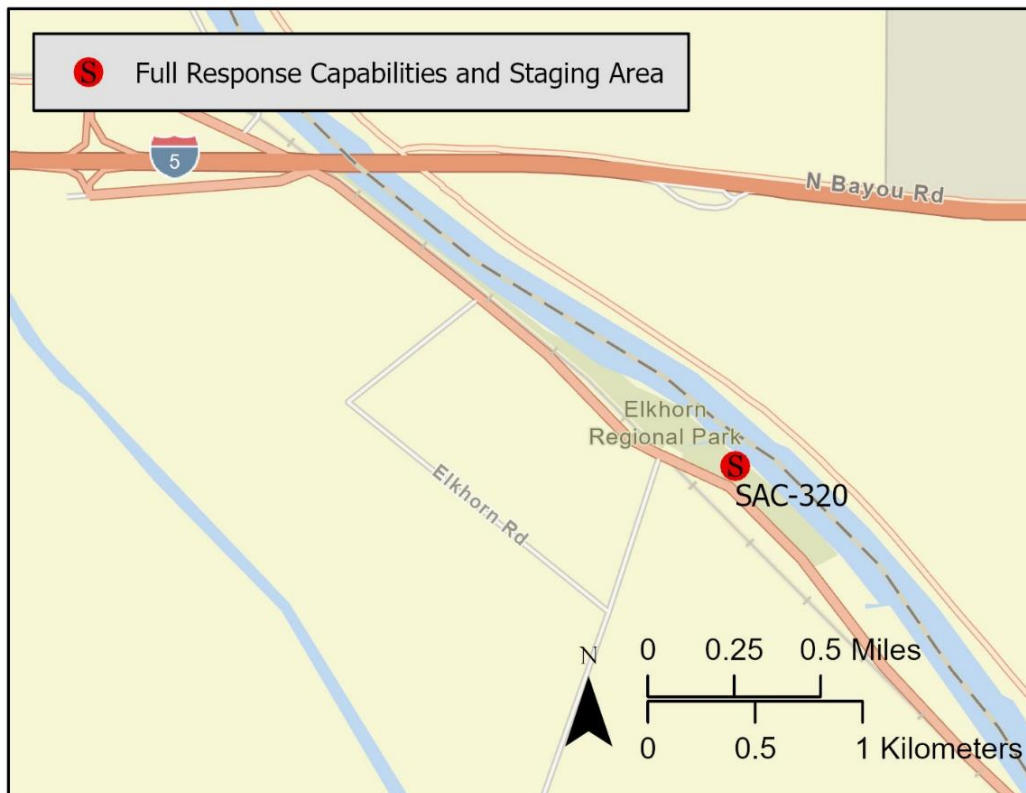 S Full Response Capabilities and Staging Area
5
N Bayou Rd
Elkhorn
Regional Park
S
SAC-320
Elkhorn Rd
N
0 0.25 0.5 Miles
0 0.5 1 Kilometers